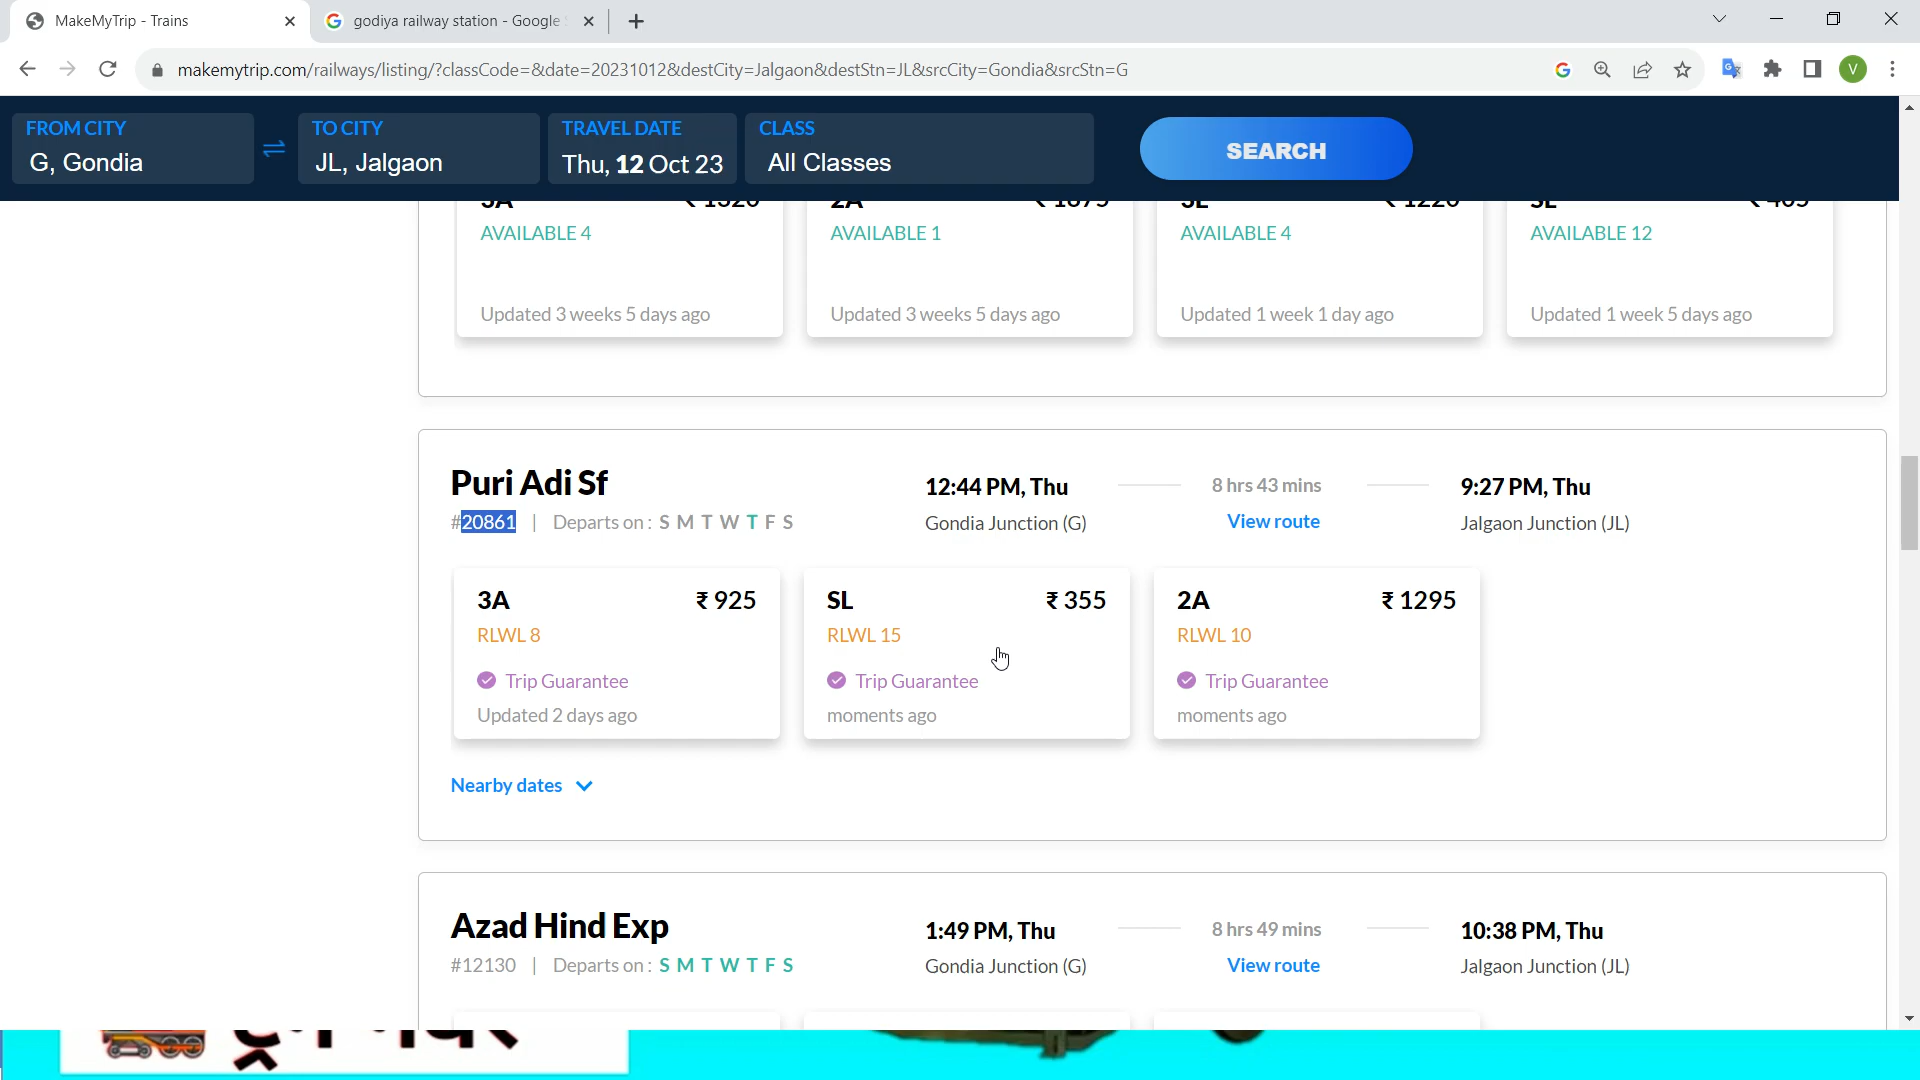 MakeMyTrip - Trains
godiya railway station - Google
makemytrip.com/railways/listing/?classCode=&date=20231012&destCity=Jalgaon&destStn=JL&srcCity=Gondia&srcStn=G
V
FROM CITY
G, Gondia
TO CITY
JL, Jalgaon
TRAVEL DATE
Thu, 12 Oct 23
CLASS
All Classes
SEARCH
AVAILABLE 4
Updated 3 weeks 5 days ago
AVAILABLE 1
Updated 3 weeks 5 days ago
AVAILABLE 4
Updated 1 week 1 day ago
AVAILABLE 12
Updated 1 week 5 days ago
Puri Adi Sf
#20861 | Departs on : S M T W T F S
12:44 PM, Thu
Gondia Junction (G)
8 hrs 43 mins
View route
9:27 PM, Thu
Jalgaon Junction (JL)
3A ₹ 925
RLWL 8
Trip Guarantee
Updated 2 days ago
SL ₹ 355
RLWL 15
Trip Guarantee
moments ago
2A ₹ 1295
RLWL 10
Trip Guarantee
moments ago
Nearby dates
Azad Hind Exp
#12130 | Departs on : S M T W T F S
1:49 PM, Thu
Gondia Junction (G)
8 hrs 49 mins
View route
10:38 PM, Thu
Jalgaon Junction (JL)